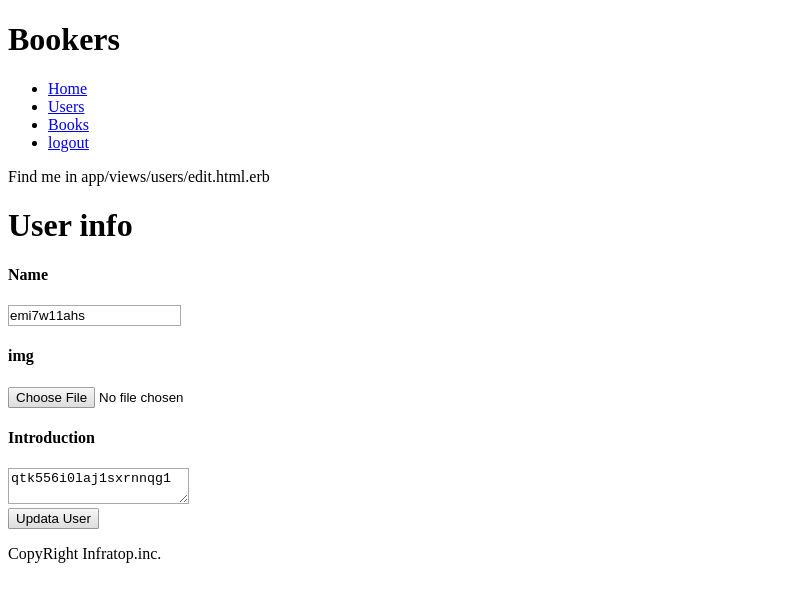 Bookers
Home
Users
Books
logout
Find me in app/views/users/edit.html.erb
User info
Name
emi7w11ahs
img
Choose File No file chosen
Introduction
qtk556i0laj1sxrnnqg1
Updata User
CopyRight Infratop.inc.